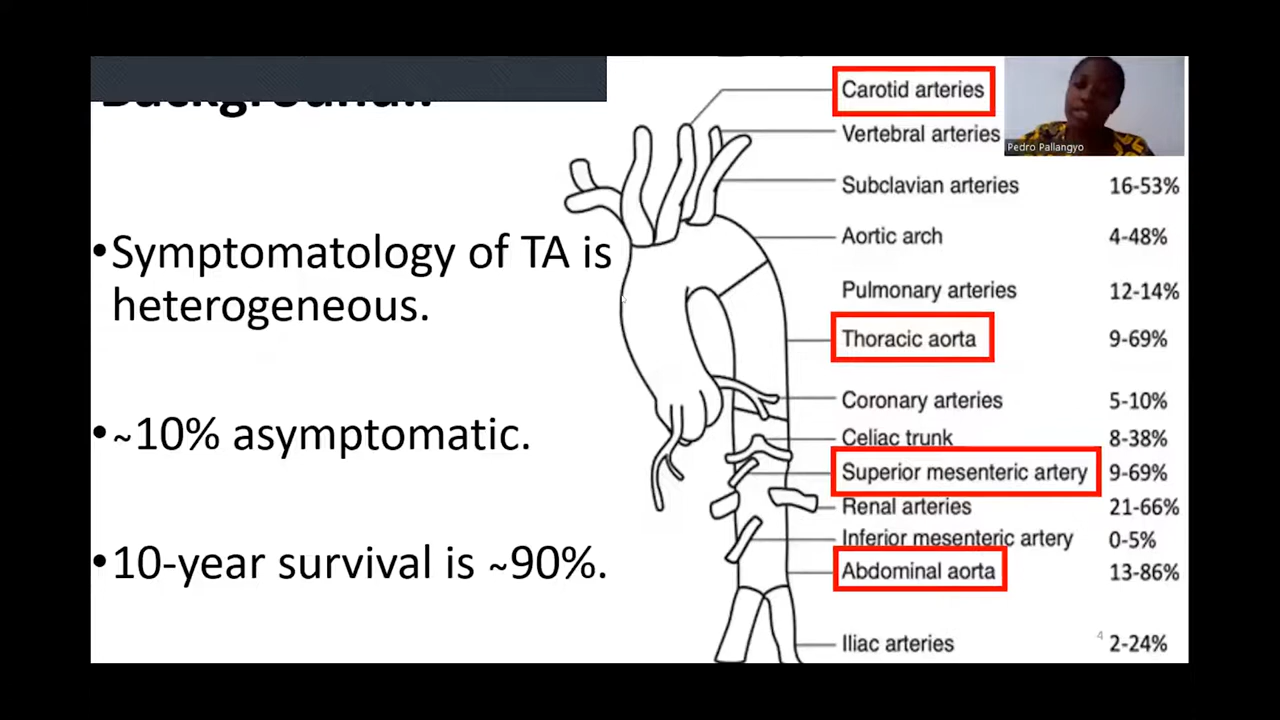 Background..
•Symptomatology of TA is
heterogeneous.
•~10% asymptomatic.
•10-year survival is ~90%.
Carotid arteries
Vertebral arteries
Subclavian arteries 16-53%
Aortic arch 4-48%
Pulmonary arteries 12-14%
Thoracic aorta 9-69%
Coronary arteries 5-10%
Celiac trunk 8-38%
Superior mesenteric artery 9-69%
Renal arteries 21-66%
Inferior mesenteric artery 0-5%
Abdominal aorta 13-86%
Iliac arteries 2-24%
4
Pedro Pallangyo